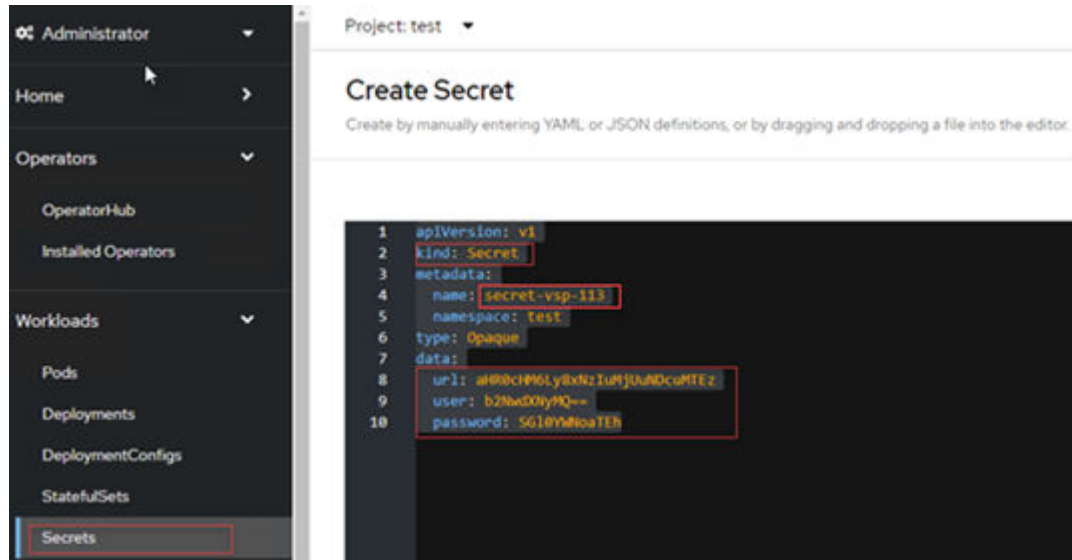 Administrator
Home
Operators
OperatorHub
Installed Operators
Workloads
Pods
Deployments
DeploymentConfigs
StatefulSets
Secrets
Project: test
Create Secret
Create by manually entering YAML or JSON definitions, or by dragging and dropping a file into the editor.
1 apiVersion: v1
2 kind: Secret
3 metadata:
4 name: secret-vsp-113
5 namespace: test
6 type: Opaque
7 data:
8 url: aHR0cHM6Ly8xNzIuMjUuNDcuMTEz
9 user: b2NwdXNyMQ==
10 password: SGl0YWNoaTEh